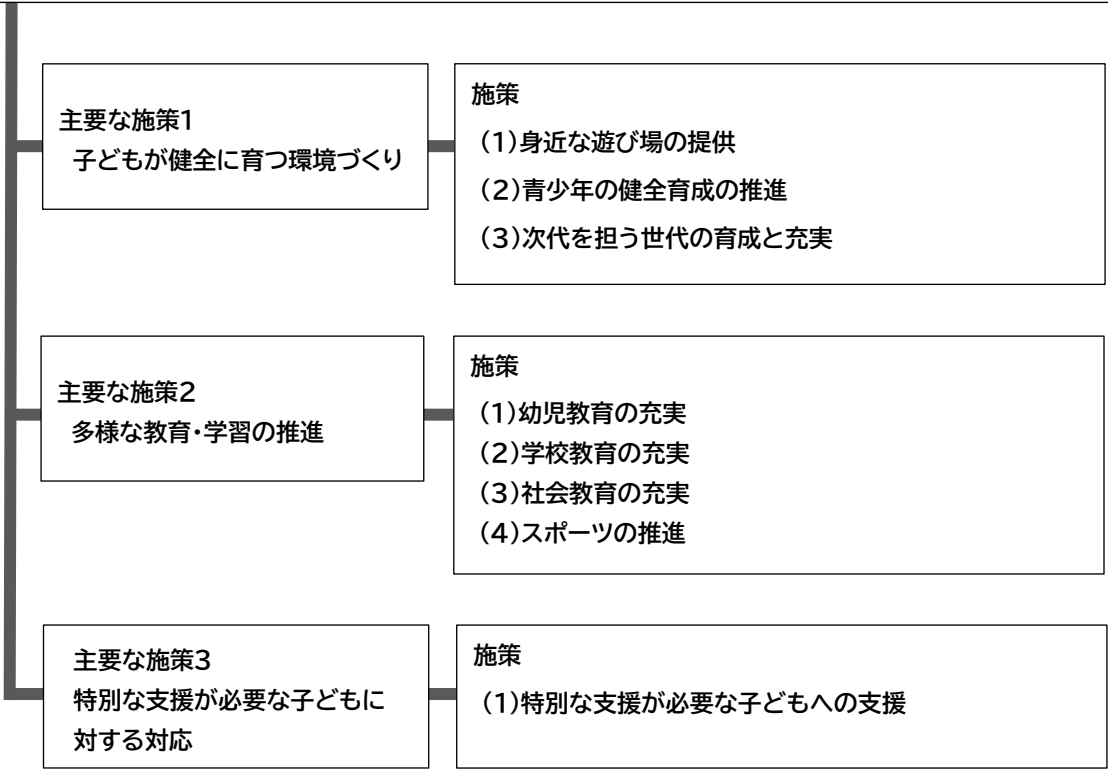 主要な施策1
子どもが健全に育つ環境づくり
施策
(1)身近な遊び場の提供
(2)青少年の健全育成の推進
(3)次代を担う世代の育成と充実
主要な施策2
多様な教育・学習の推進
施策
(1)幼児教育の充実
(2)学校教育の充実
(3)社会教育の充実
(4)スポーツの推進
主要な施策3
特別な支援が必要な子どもに
対する対応
施策
(1)特別な支援が必要な子どもへの支援